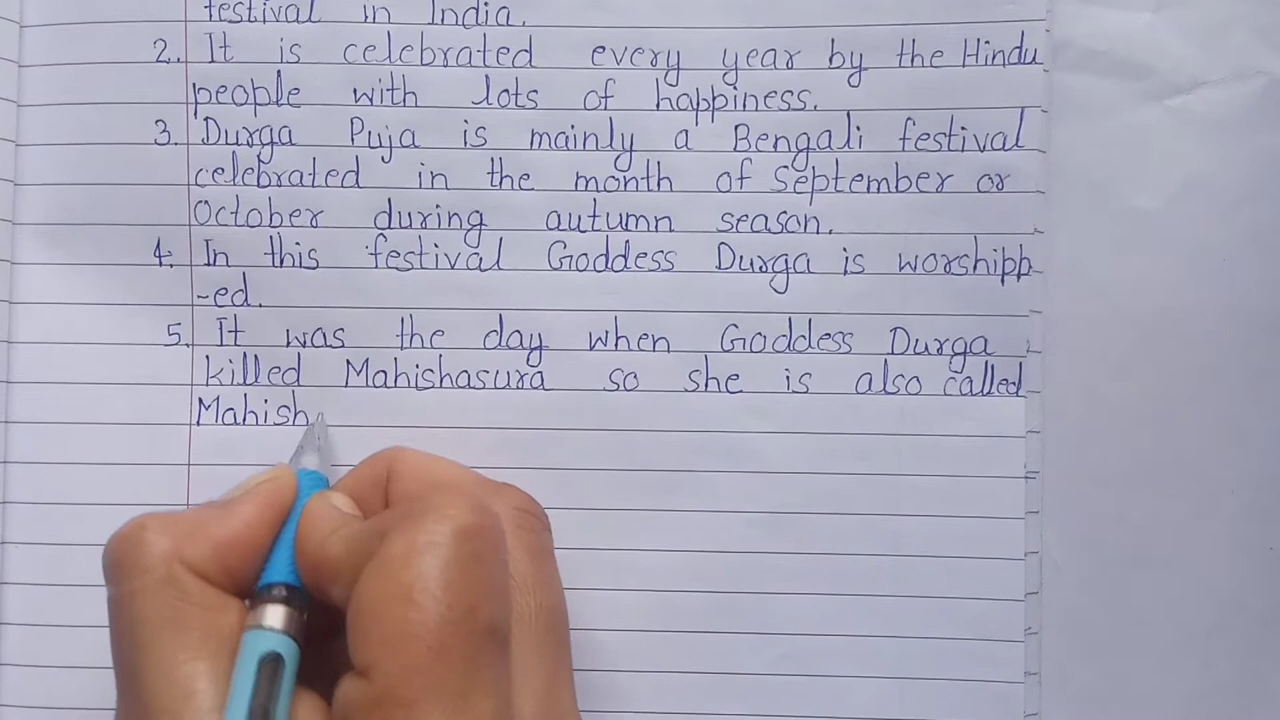 festival in India.
2. It is celebrated every year by the Hindu
people with lots of happiness.
3. Durga Puja is mainly a Bengali festival
celebrated in the month of September or
October during autumn season.
4. In this festival Goddess Durga is worshipp
-ed.
5. It was the day when Goddess Durga
killed Mahishasura so she is also called
Mahish